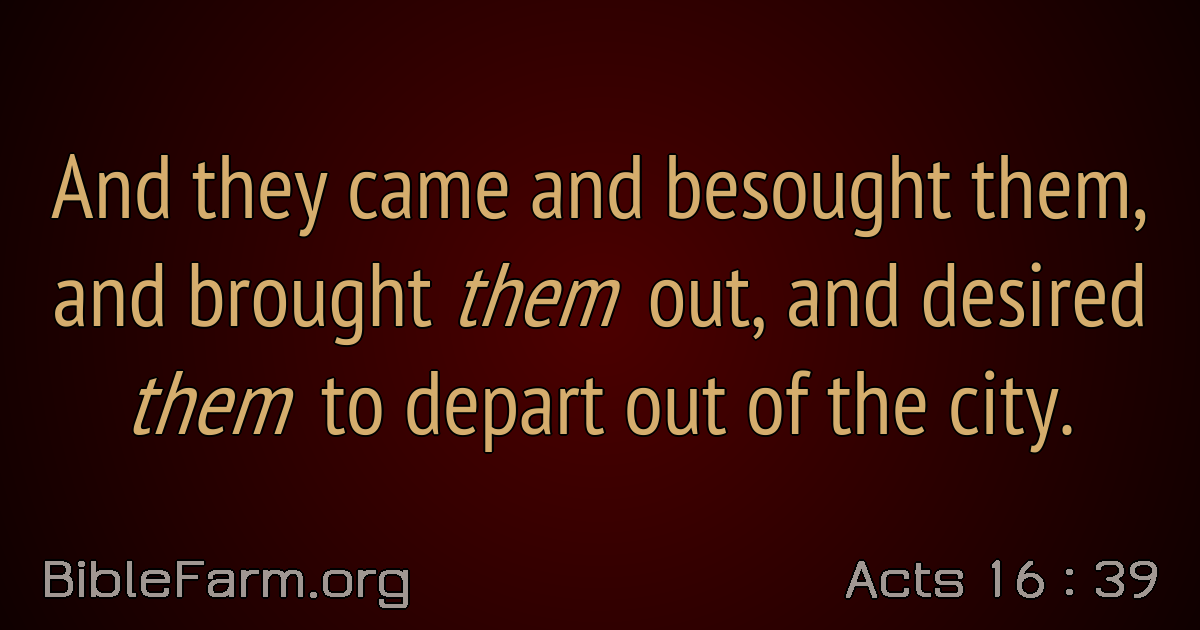 And they came and besought them,
and brought them out, and desired
them to depart out of the city.
BibleFarm.org
Acts 16 : 39